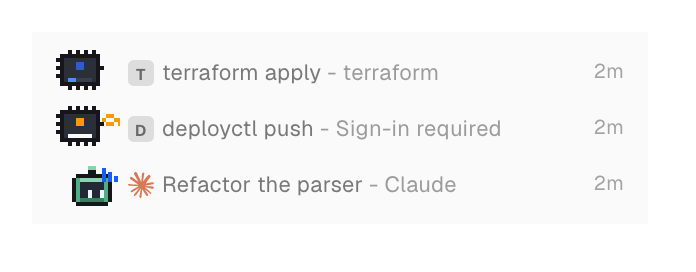 T terraform apply - terraform 2m
D deployctl push - Sign-in required 2m
Refactor the parser - Claude 2m